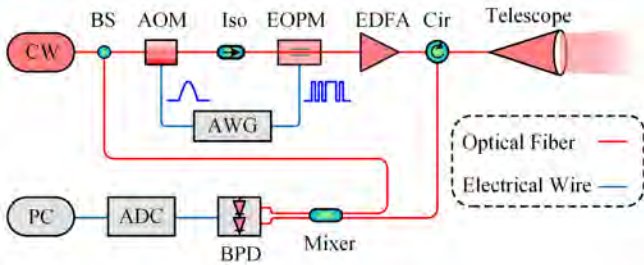 BS AOM Iso EOPM EDFA Cir Telescope
CW
AWG
Optical Fiber
Electrical Wire
PC ADC
BPD
Mixer